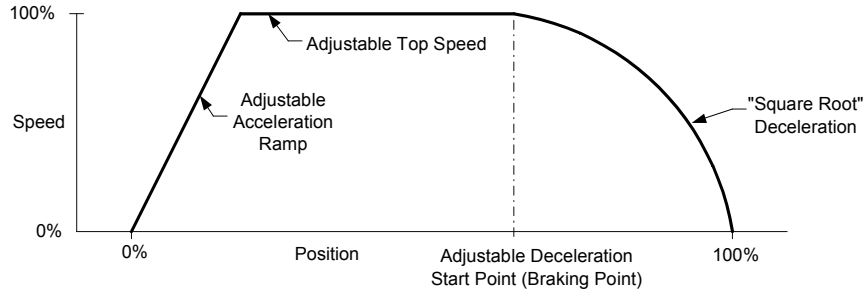 100%
Adjustable Top Speed
Adjustable
Acceleration
Ramp
"Square Root"
Deceleration
Speed
0%
0%
Position
Adjustable Deceleration
Start Point (Braking Point)
100%